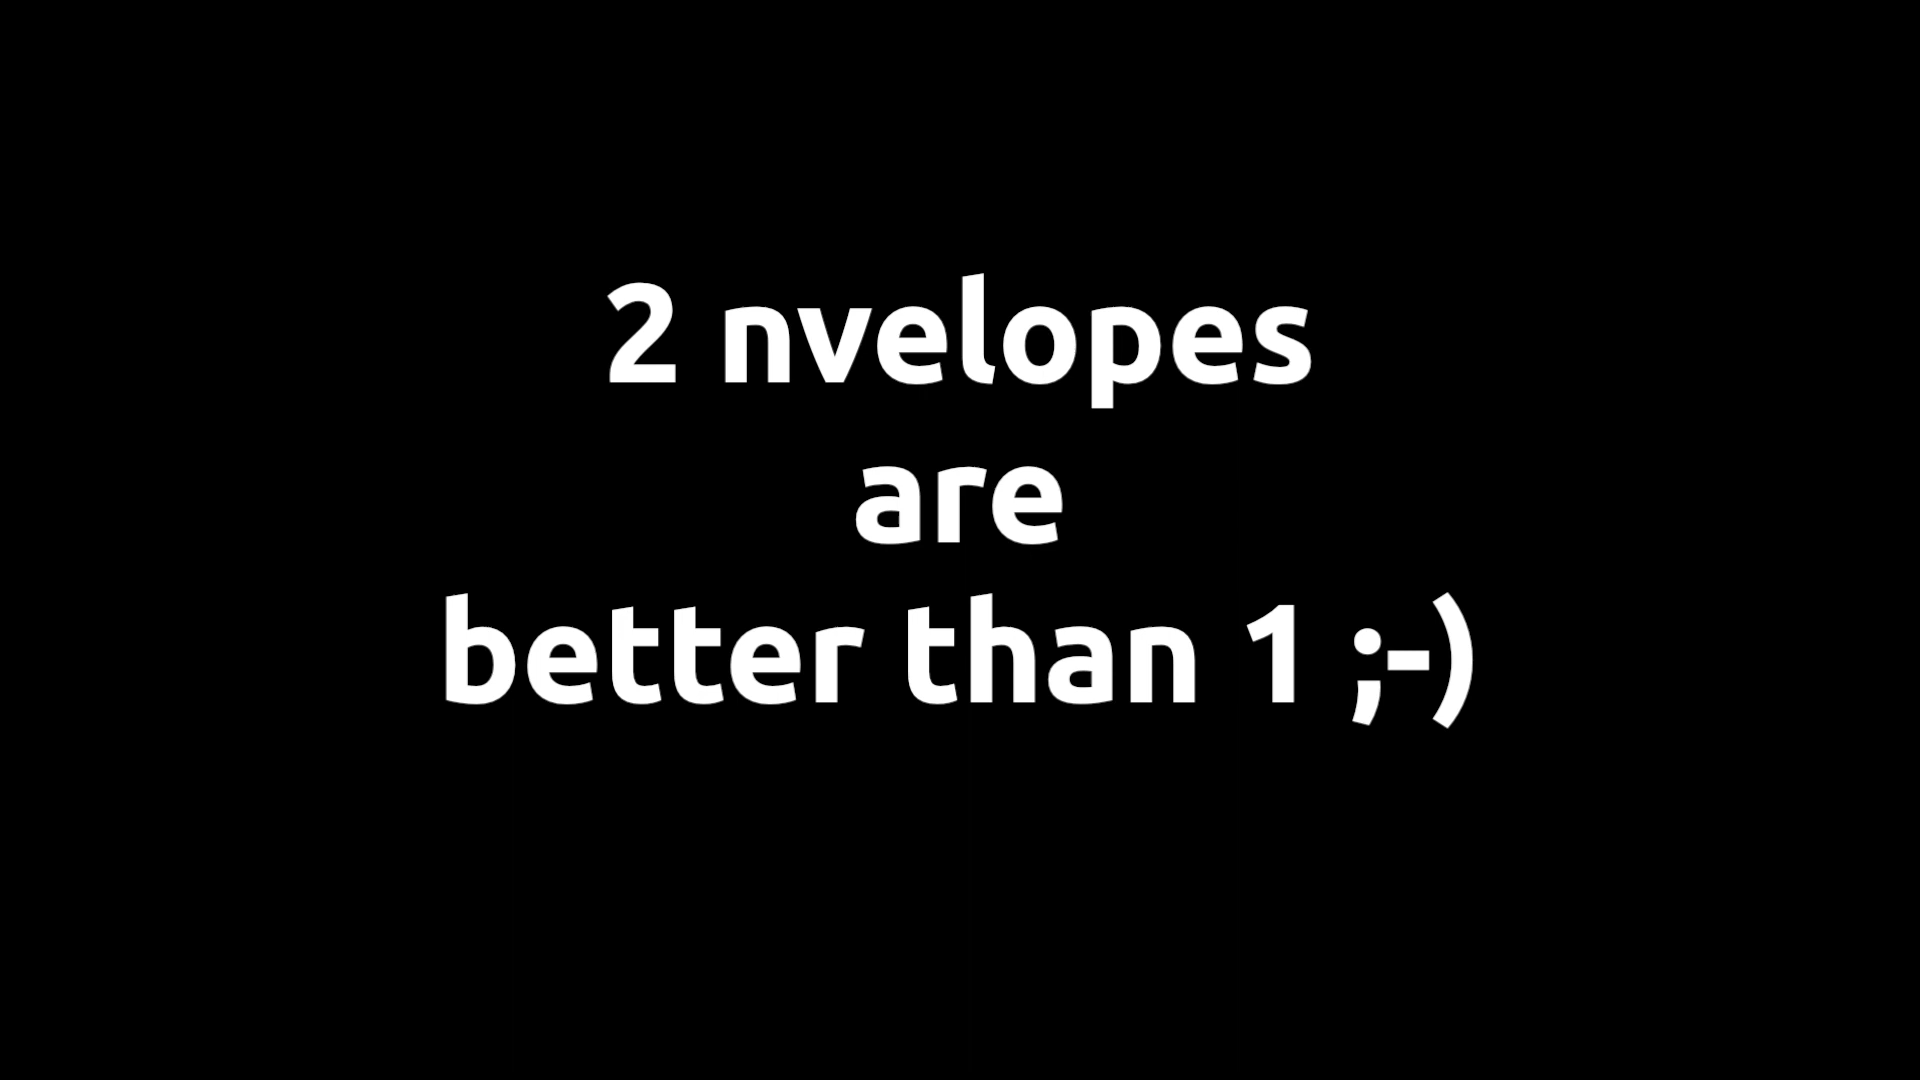 2 nvelopes
are
better than 1 ;-)